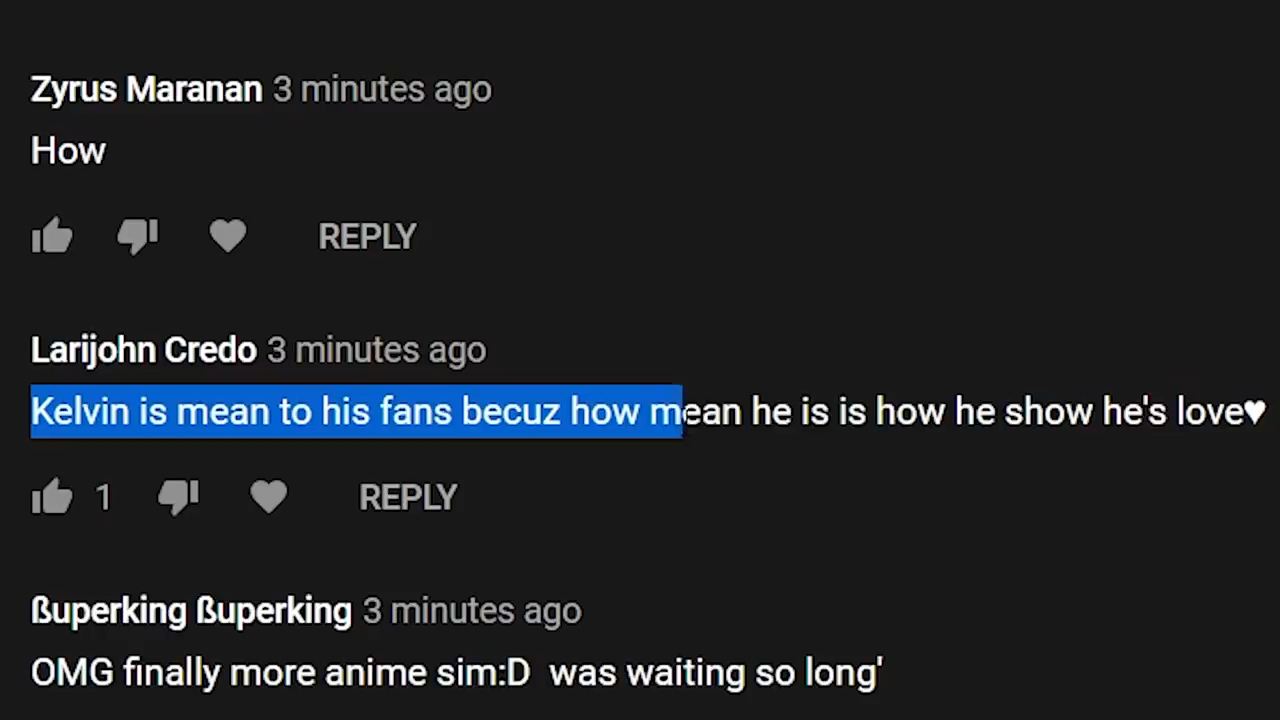 Zyrus Maranan 3 minutes ago
How
REPLY
Larijohn Credo 3 minutes ago
Kelvin is mean to his fans becuz how mean he is is how he show he's love♥
1 REPLY
ßuperking ßuperking 3 minutes ago
OMG finally more anime sim:D  was waiting so long'